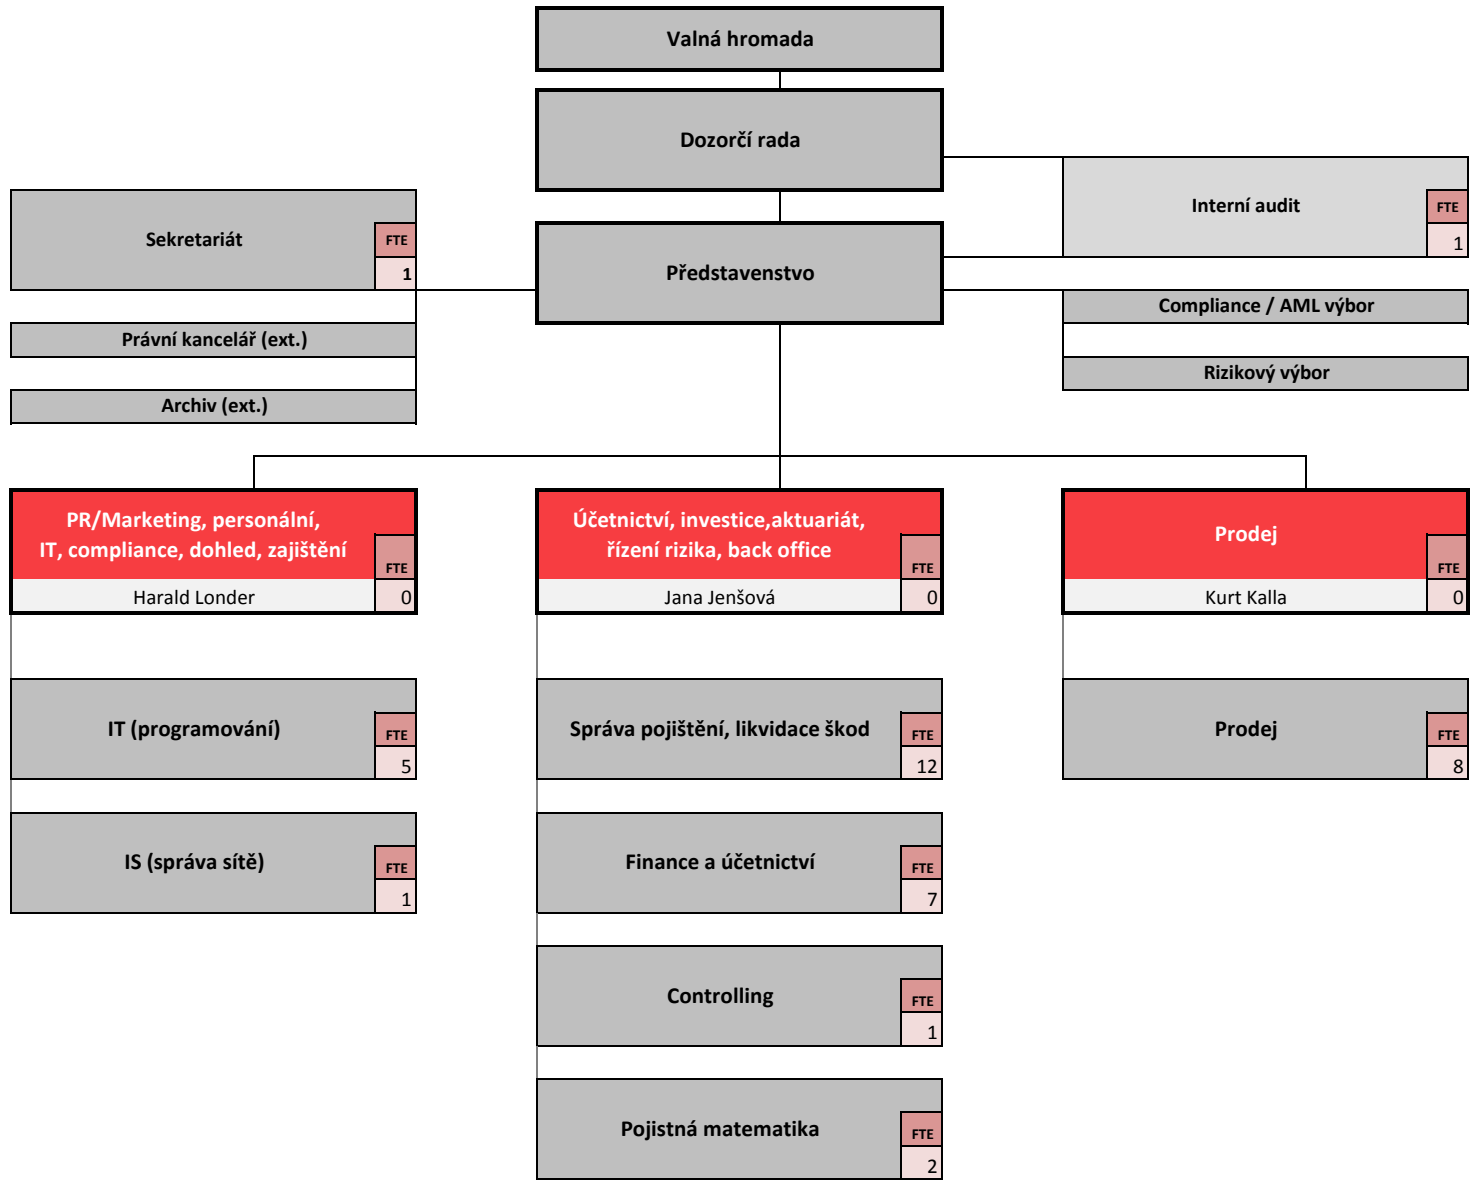 Valná hromada
Dozorčí rada
Interní audit
FTE
1
Sekretariát
FTE
1
Představenstvo
Compliance / AML výbor
Právní kancelář (ext.)
Rizikový výbor
Archiv (ext.)
PR/Marketing, personální,
IT, compliance, dohled, zajištění
FTE
Harald Londer
0
Účetnictví, investice,aktuariát,
řízení rizika, back office
FTE
Jana Jenšová
0
Prodej
FTE
Kurt Kalla
0
IT (programování)
FTE
5
Správa pojištění, likvidace škod
FTE
12
Prodej
FTE
8
IS (správa sítě)
FTE
1
Finance a účetnictví
FTE
7
Controlling
FTE
1
Pojistná matematika
FTE
2